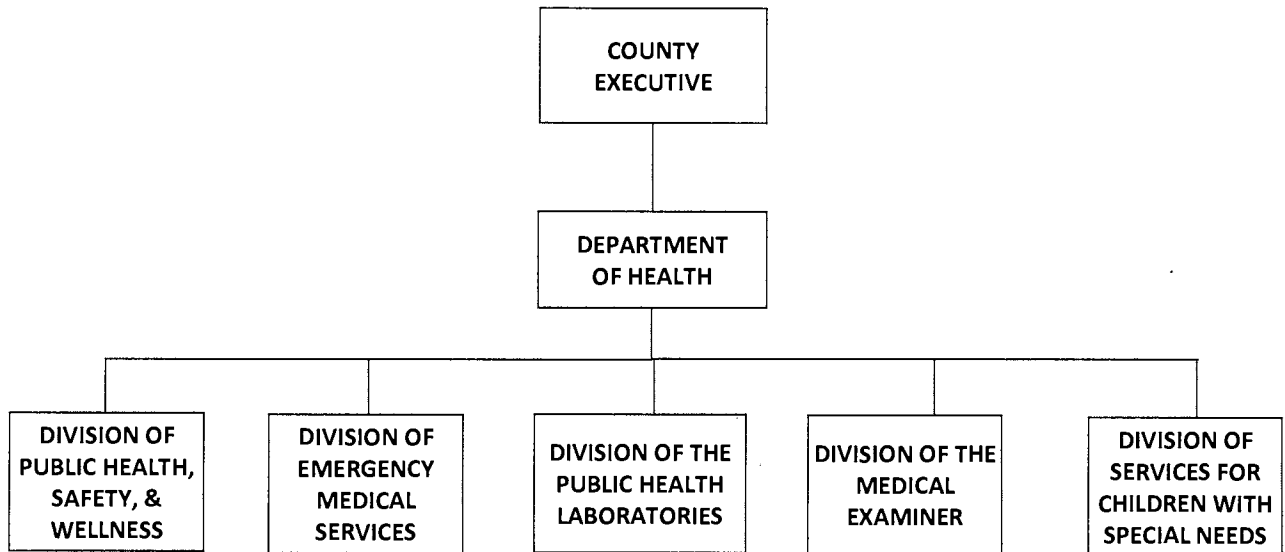 COUNTY
EXECUTIVE
DEPARTMENT
OF HEALTH
DIVISION OF
PUBLIC HEALTH,
SAFETY, &
WELLNESS
DIVISION OF
EMERGENCY
MEDICAL
SERVICES
DIVISION OF THE
PUBLIC HEALTH
LABORATORIES
DIVISION OF THE
MEDICAL
EXAMINER
DIVISION OF
SERVICES FOR
CHILDREN WITH
SPECIAL NEEDS